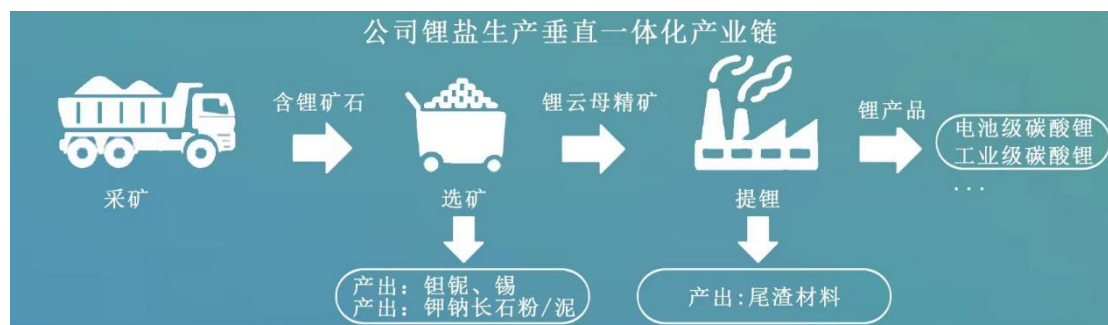 公司锂盐生产垂直一体化产业链
含锂矿石
锂云母精矿
锂产品
电池级碳酸锂
工业级碳酸锂
...
采矿
选矿
提锂
产出：钽铌、锡
产出：钾钠长石粉/泥
产出:尾渣材料